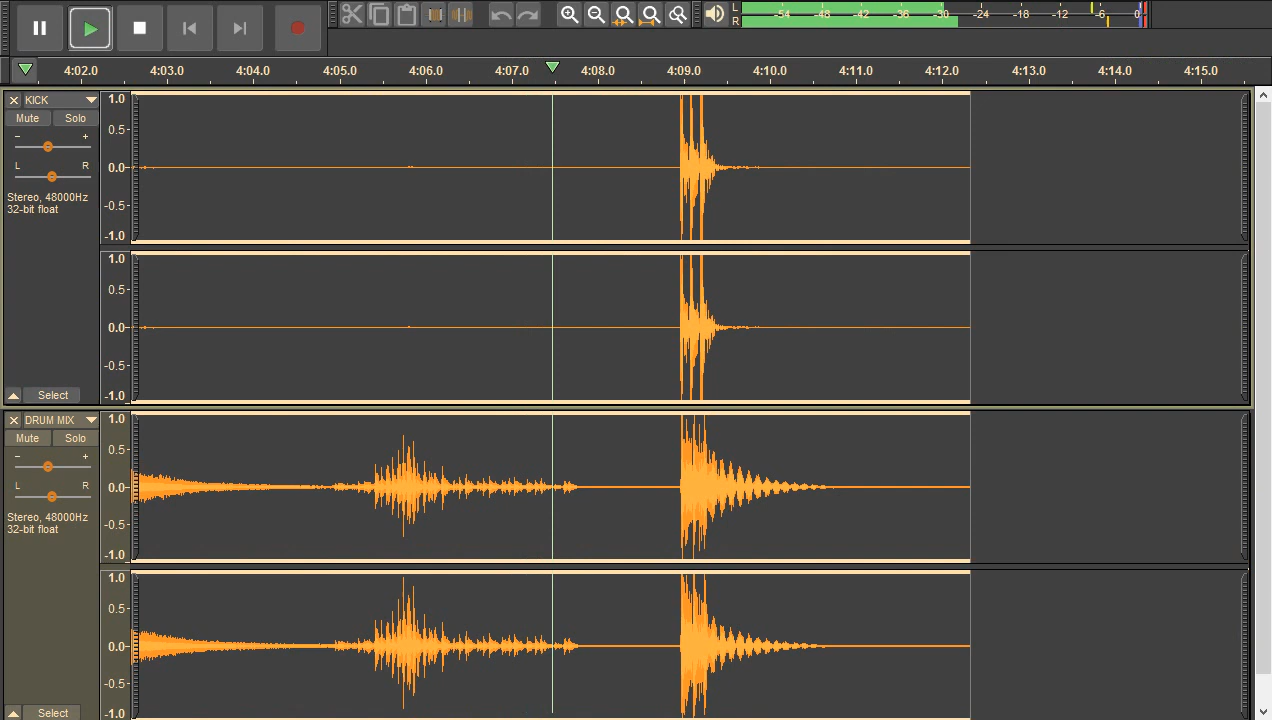 L
R
-54 -48 -42 -36 -30 -24 -18 -12 -6 0
4:02.0 4:03.0 4:04.0 4:05.0 4:06.0 4:07.0 4:08.0 4:09.0 4:10.0 4:11.0 4:12.0 4:13.0 4:14.0 4:15.0
KICK
Mute Solo
- +
L R
Stereo, 48000Hz
32-bit float
Select
1.0
0.5-
0.0-
-0.5-
-1.0
1.0
0.5-
0.0-
-0.5-
-1.0
DRUM MIX
Mute Solo
- +
L R
Stereo, 48000Hz
32-bit float
Select
1.0
0.5-
0.0-
-0.5-
-1.0
1.0
0.5-
0.0-
-0.5-
-1.0